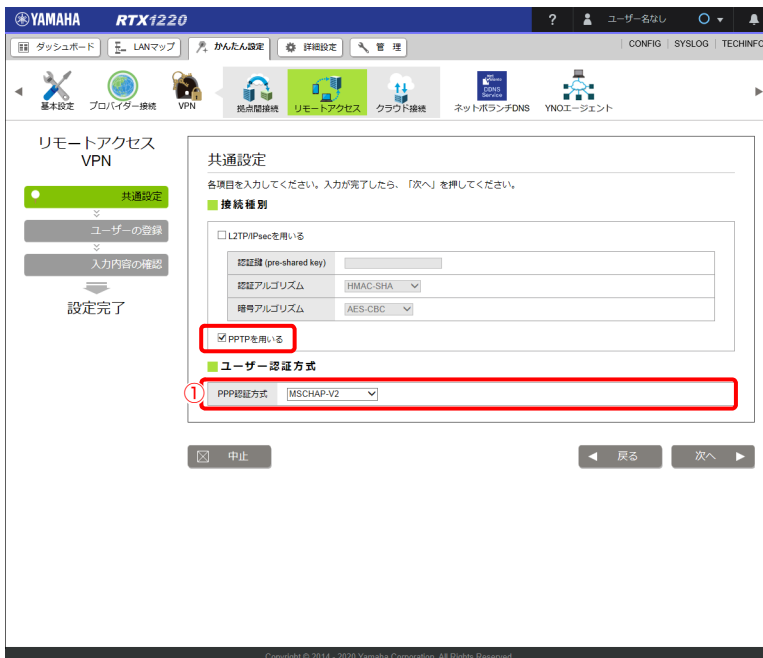 YAMAHA RTX1220 ? ユーザー名なし
ダッシュボード LANマップ かんたん設定 詳細設定 管 理 CONFIG SYSLOG TECHINFO
基本設定 プロバイダー接続 VPN 拠点間接続 リモートアクセス クラウド接続 ネットボランチDNS YNOエージェント
DDNS
Service
リモートアクセス
VPN
共通設定
ユーザーの登録
入力内容の確認
設定完了
共通設定
各項目を入力してください。入力が完了したら、「次へ」を押してください。
接続種別
L2TP/IPsecを用いる
認証鍵 (pre-shared key)
認証アルゴリズム HMAC-SHA
暗号アルゴリズム AES-CBC
PPTPを用いる
ユーザー認証方式
① PPP認証方式 MSCHAP-V2
中止 戻る 次へ
Copyright © 2014 - 2020 Yamaha Corporation. All Rights Reserved.